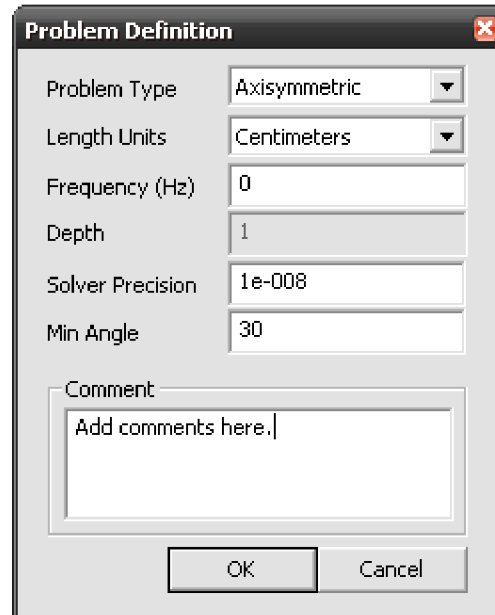 Problem Definition
Problem Type Axisymmetric
Length Units Centimeters
Frequency (Hz) 0
Depth 1
Solver Precision 1e-008
Min Angle 30
Comment
Add comments here.
OK Cancel